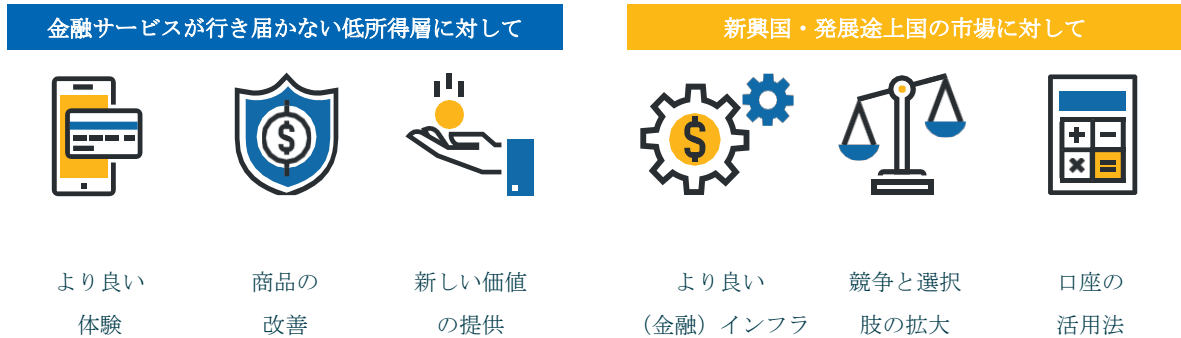 金融サービスが行き届かない低所得層に対して
より良い
体験
商品の
改善
新しい価値
の提供
新興国・発展途上国の市場に対して
$
$
より良い
（金融）インフラ
競争と選択
肢の拡大
口座の
活用法